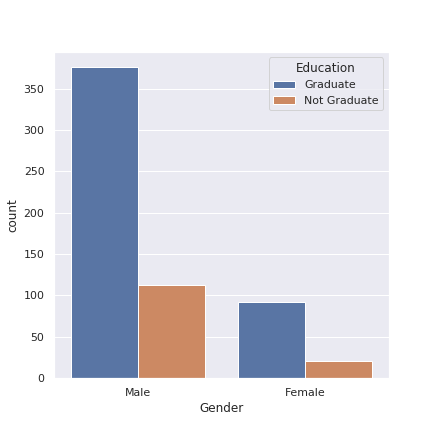 Education
Graduate
Not Graduate
350
300
250
200
150
100
50
0
count
Male
Female
Gender